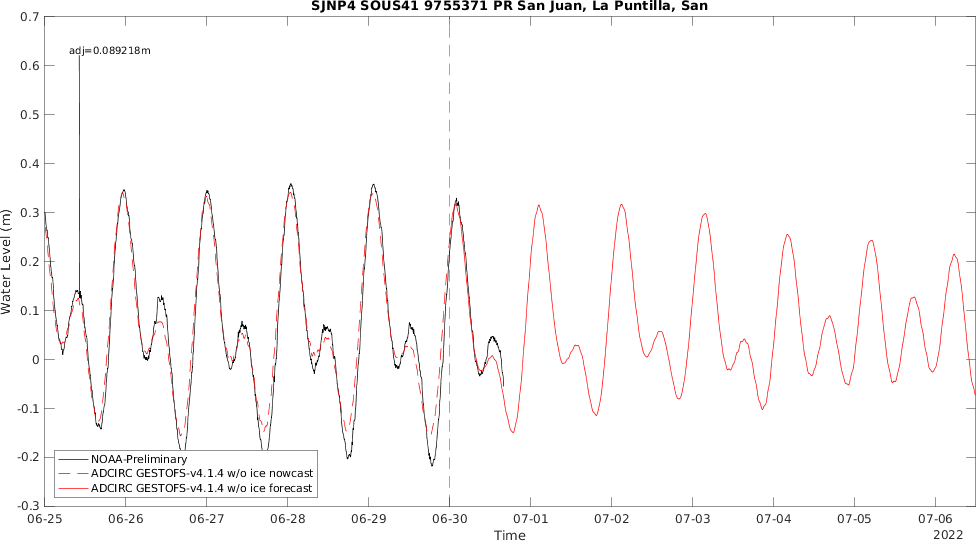 SJNP4 SOUS41 9755371 PR San Juan, La Puntilla, San
0.7
adj=0.089218m
0.6
0.5
0.4
0.3
0.2
0.1
0
-0.1
-0.2
-0.3
Water Level (m)
NOAA-Preliminary
ADCIRC GESTOFS-v4.1.4 w/o ice nowcast
ADCIRC GESTOFS-v4.1.4 w/o ice forecast
06-25 06-26 06-27 06-28 06-29 06-30 07-01 07-02 07-03 07-04 07-05 07-06
Time
2022